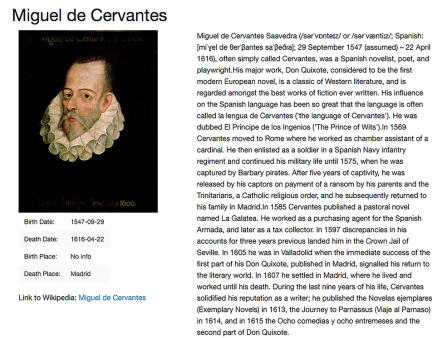 Miguel de Cervantes
Miguel de Cervantes Saavedra (/sərˈvɒnteɪz/ or /sərˈvæntɪz/; Spanish:
[miˈɣel de θerˈβantes saˈβeðɾa]; 29 September 1547 (assumed) – 22 April
1616), often simply called Cervantes, was a Spanish novelist, poet, and
playwright.His major work, Don Quixote, considered to be the first
modern European novel, is a classic of Western literature, and is
regarded amongst the best works of fiction ever written. His influence
on the Spanish language has been so great that the language is often
called la lengua de Cervantes ('the language of Cervantes'). He was
dubbed El Príncipe de los Ingenios ('The Prince of Wits').In 1569
Cervantes moved to Rome where he worked as chamber assistant of a
cardinal. He then enlisted as a soldier in a Spanish Navy infantry
regiment and continued his military life until 1575, when he was
captured by Barbary pirates. After five years of captivity, he was
released by his captors on payment of a ransom by his parents and the
Trinitarians, a Catholic religious order, and he subsequently returned to
his family in Madrid.In 1585 Cervantes published a pastoral novel
named La Galatea. He worked as a purchasing agent for the Spanish
Armada, and later as a tax collector. In 1597 discrepancies in his
accounts for three years previous landed him in the Crown Jail of
Seville. In 1605 he was in Valladolid when the immediate success of the
first part of his Don Quixote, published in Madrid, signalled his return to
the literary world. In 1607 he settled in Madrid, where he lived and
worked until his death. During the last nine years of his life, Cervantes
solidified his reputation as a writer; he published the Novelas ejemplares
(Exemplary Novels) in 1613, the Journey to Parnassus (Viaje al Parnaso)
in 1614, and in 1615 the Ocho comedias y ocho entremeses and the
second part of Don Quixote.
Birth Date: 1547-09-29
Death Date: 1616-04-22
Birth Place: No info
Death Place: Madrid
Link to Wikipedia: Miguel de Cervantes